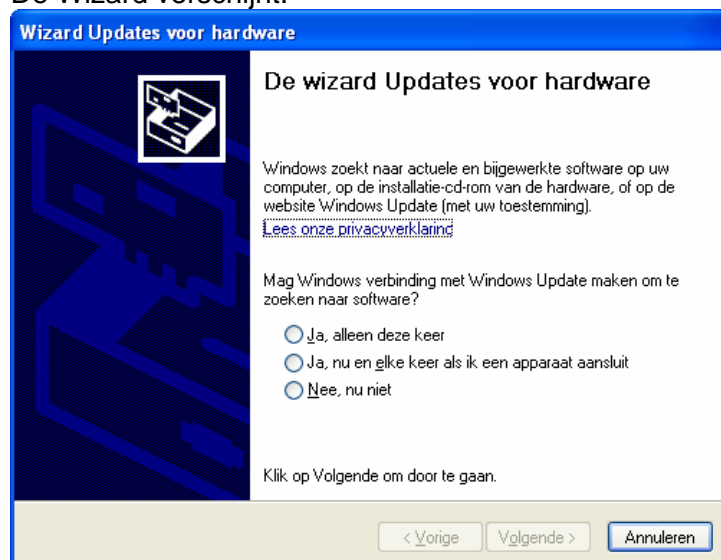 De Wizard verschijnt:
Wizard Updates voor hardware
De wizard Updates voor hardware
Windows zoekt naar actuele en bijgewerkte software op uw
computer, op de installatie-cd-rom van de hardware, of op de
website Windows Update (met uw toestemming).
Lees onze privacyverklaring
Mag Windows verbinding met Windows Update maken om te
zoeken naar software?
Ja, alleen deze keer
Ja, nu en elke keer als ik een apparaat aansluit
Nee, nu niet
Klik op Volgende om door te gaan.
< Vorige Volgende > Annuleren